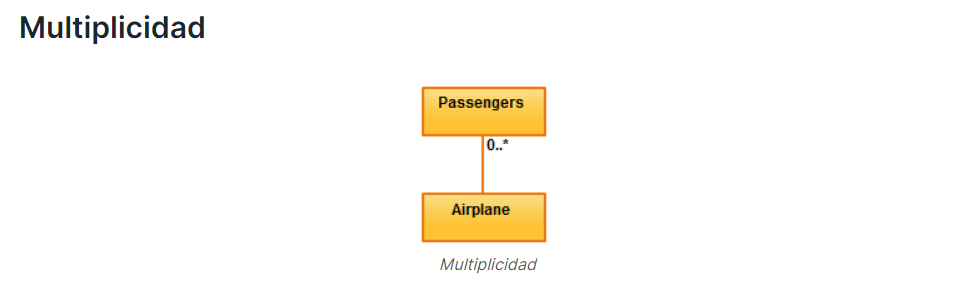 Multiplicidad
Passengers
0..*
Airplane
Multiplicidad